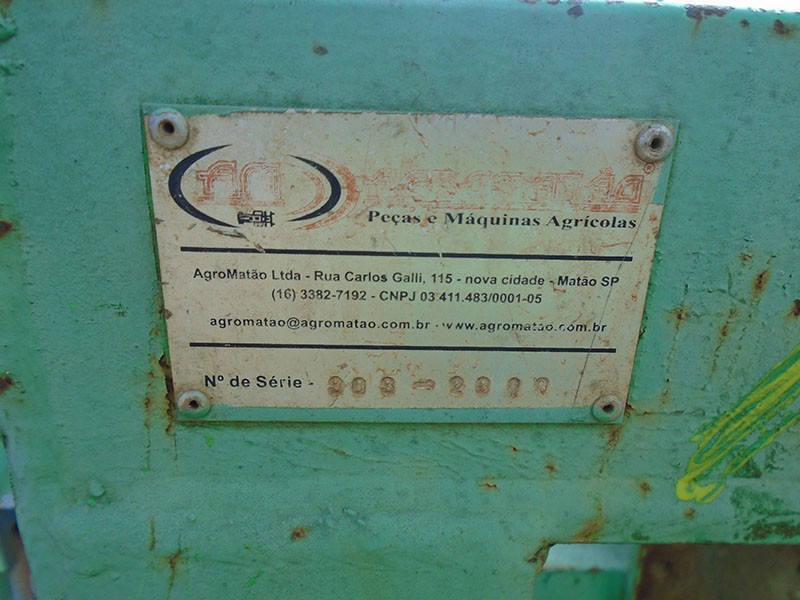 Peças e Máquinas Agrícolas
AgroMatão Ltda - Rua Carlos Galli, 115 - nova cidade - Matão SP
(16) 3382-7192 - CNPJ 03.411.483/0001-05
agromatao@agromatao.com.br - www.agromatao.com.br
Nº de Série -